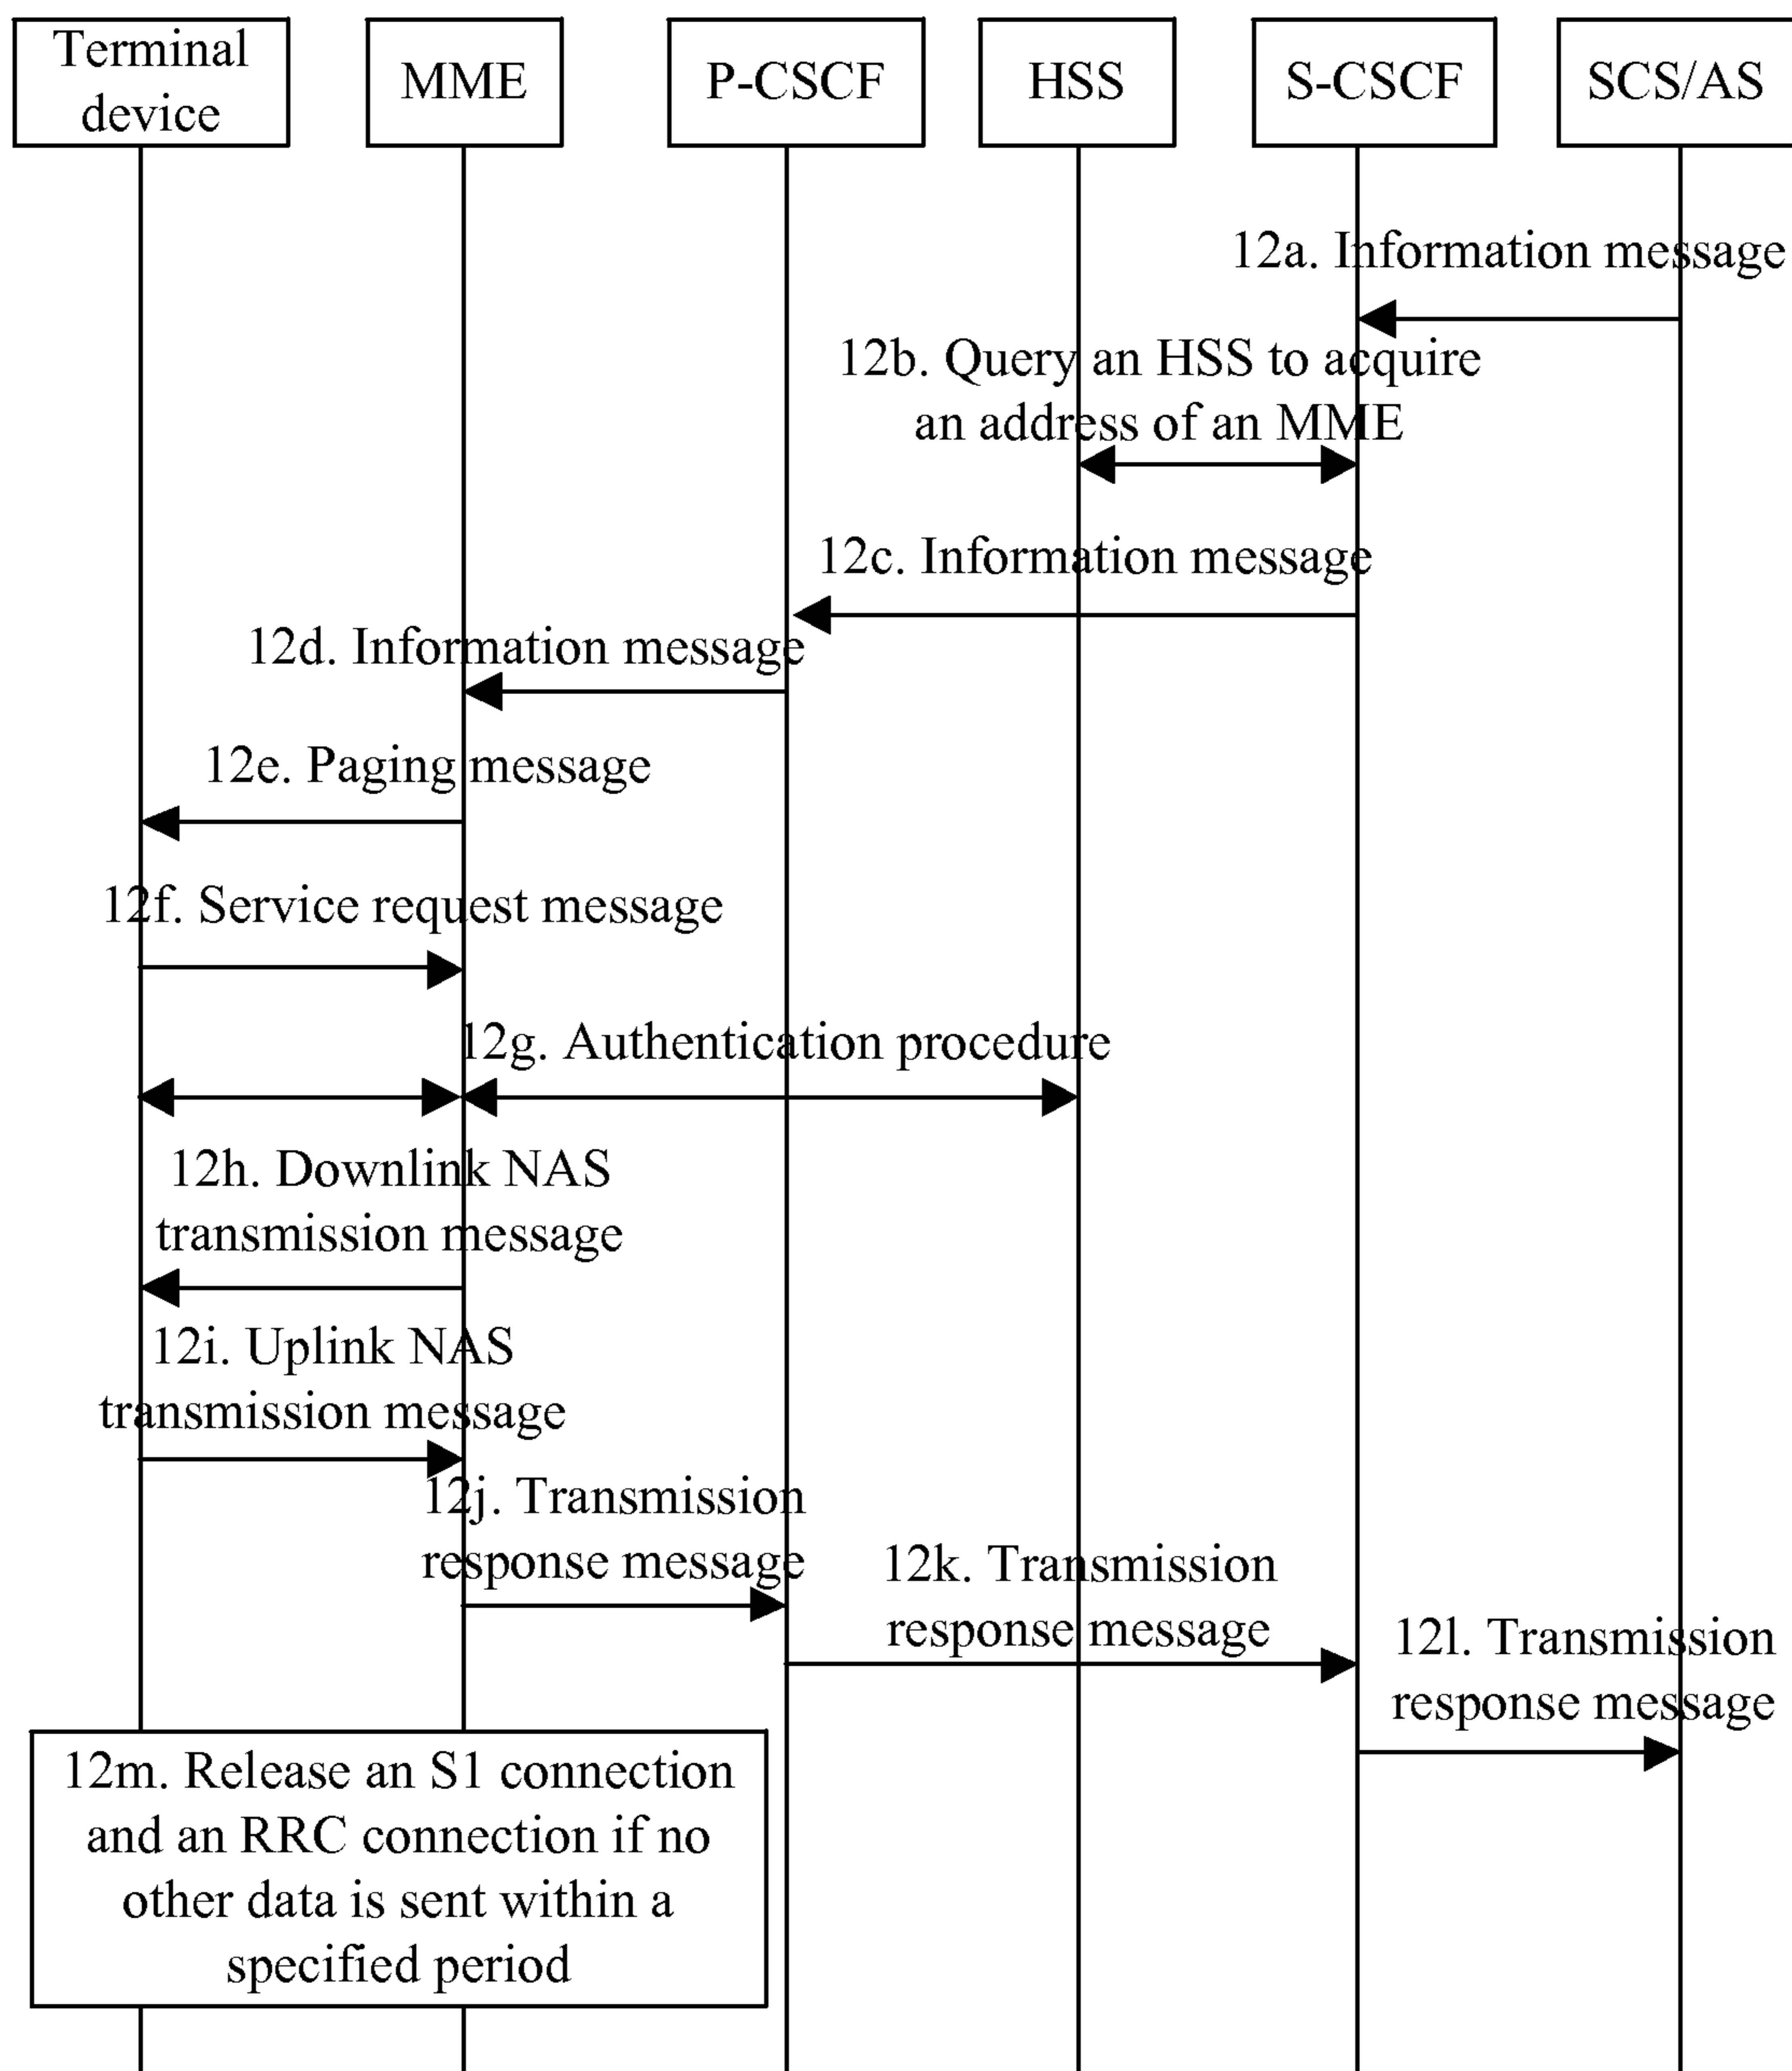 Terminal
device
MME
P-CSCF
HSS
S-CSCF
SCS/AS
12a. Information message
12b. Query an HSS to acquire
an address of an MME
12c. Information message
12d. Information message
12e. Paging message
12f. Service request message
12g. Authentication procedure
12h. Downlink NAS
transmission message
12i. Uplink NAS
transmission message
12j. Transmission
response message
12k. Transmission
response message
12l. Transmission
response message
12m. Release an S1 connection
and an RRC connection if no
other data is sent within a
specified period